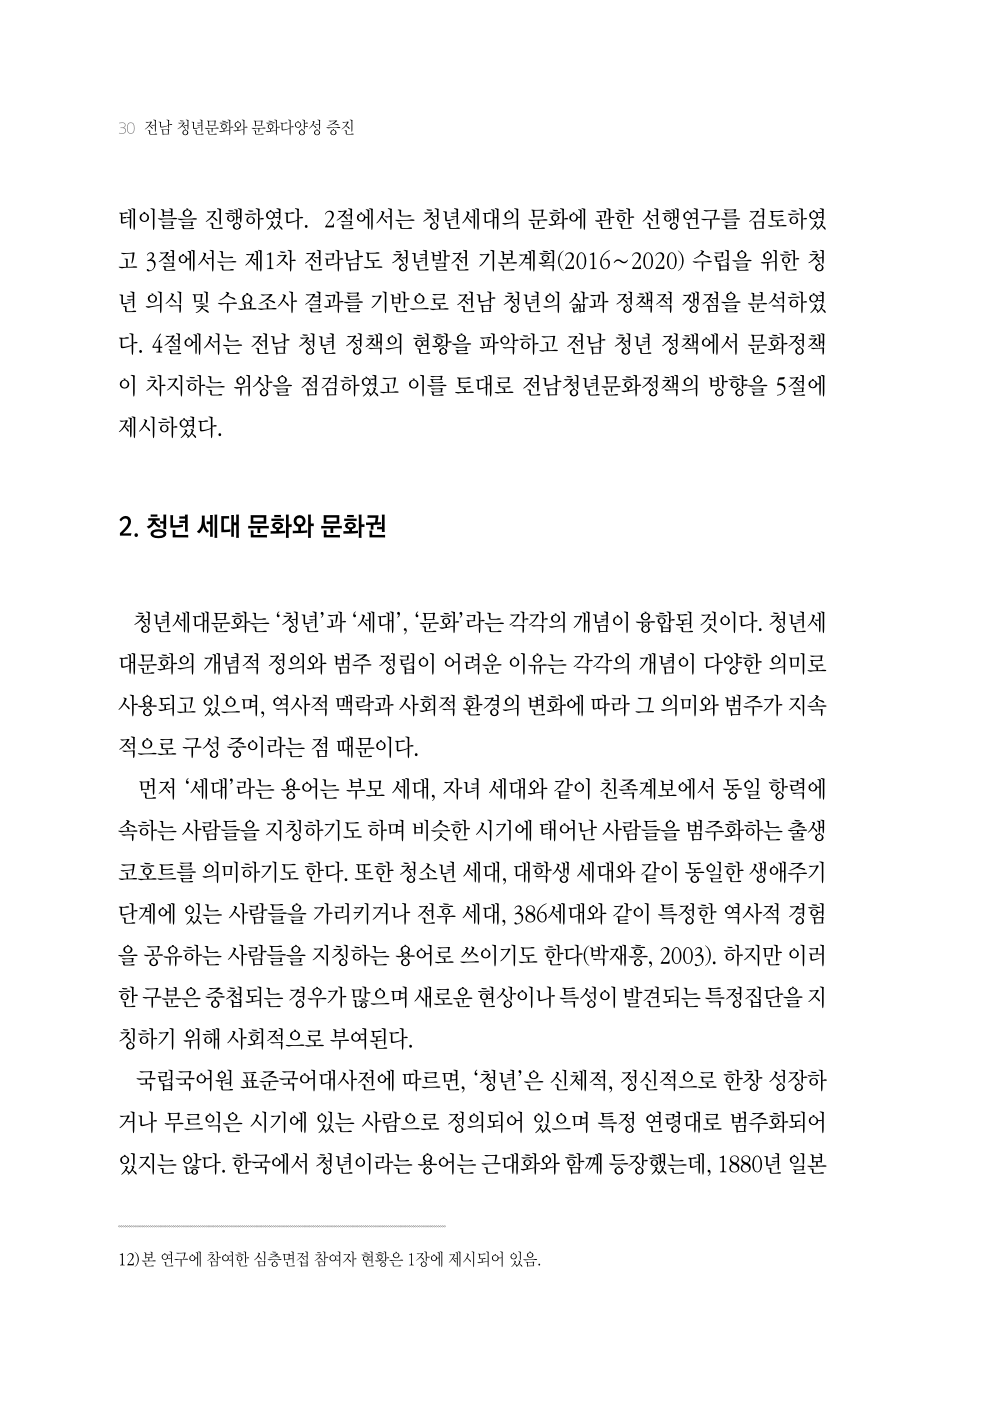 30 전남 청년문화와 문화다양성 증진
테이블을 진행하였다. 2절에서는 청년세대의 문화에 관한 선행연구를 검토하였
고 3절에서는 제1차 전라남도 청년발전 기본계획(2016~2020) 수립을 위한 청
년 의식 및 수요조사 결과를 기반으로 전남 청년의 삶과 정책적 쟁점을 분석하였
다. 4절에서는 전남 청년 정책의 현황을 파악하고 전남 청년 정책에서 문화정책
이 차지하는 위상을 점검하였고 이를 토대로 전남청년문화정책의 방향을 5절에
제시하였다.
2. 청년 세대 문화와 문화권
청년세대문화는 ‘청년’과 ‘세대’, ‘문화’라는 각각의 개념이 융합된 것이다. 청년세
대문화의 개념적 정의와 범주 정립이 어려운 이유는 각각의 개념이 다양한 의미로
사용되고 있으며, 역사적 맥락과 사회적 환경의 변화에 따라 그 의미와 범주가 지속
적으로 구성 중이라는 점 때문이다.
먼저 ‘세대’라는 용어는 부모 세대, 자녀 세대와 같이 친족계보에서 동일 항력에
속하는 사람들을 지칭하기도 하며 비슷한 시기에 태어난 사람들을 범주화하는 출생
코호트를 의미하기도 한다. 또한 청소년 세대, 대학생 세대와 같이 동일한 생애주기
단계에 있는 사람들을 가리키거나 전후 세대, 386세대와 같이 특정한 역사적 경험
을 공유하는 사람들을 지칭하는 용어로 쓰이기도 한다(박재흥, 2003). 하지만 이러
한 구분은 중첩되는 경우가 많으며 새로운 현상이나 특성이 발견되는 특정집단을 지
칭하기 위해 사회적으로 부여된다.
국립국어원 표준국어대사전에 따르면, ‘청년’은 신체적, 정신적으로 한창 성장하
거나 무르익은 시기에 있는 사람으로 정의되어 있으며 특정 연령대로 범주화되어
있지는 않다. 한국에서 청년이라는 용어는 근대화와 함께 등장했는데, 1880년 일본
12)본 연구에 참여한 심층면접 참여자 현황은 1장에 제시되어 있음.